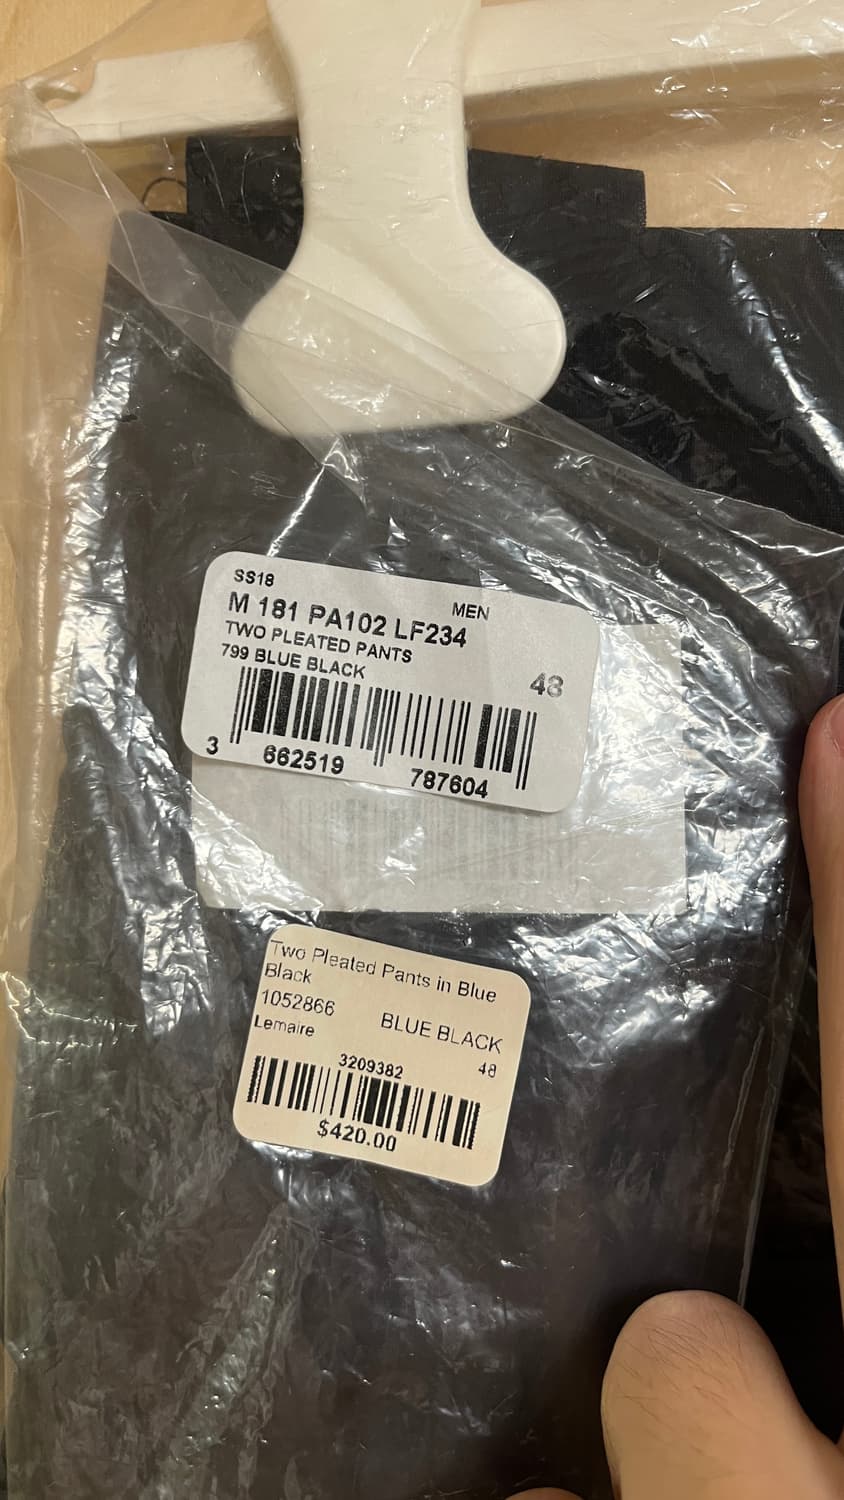 SS18
MEN
M 181 PA102 LF234
TWO PLEATED PANTS
799 BLUE BLACK
48
3 662519 787604
Two Pleated Pants in Blue
Black
1052866
BLUE BLACK
Lemaire
48
3209382
$420.00